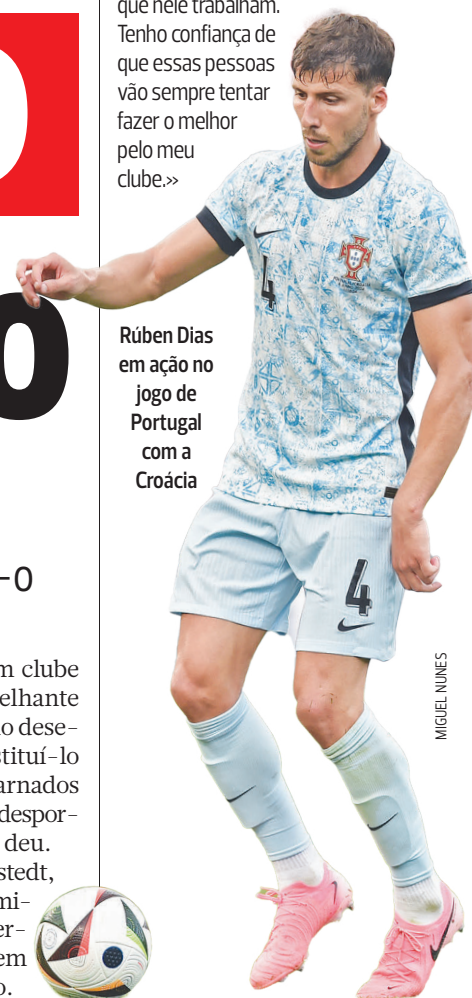 que nele trabalham.
Tenho confiança de
que essas pessoas
vão sempre tentar
fazer o melhor
pelo meu
clube.»
Rúben Dias
em ação no
jogo de
Portugal
com a
Croácia
4
4
MIGUEL NUNES
o
-0
m clube
elhante
o dese-
stituí-lo
arnados
despor-
deu.
stedt,
mi-
er-
em
o.